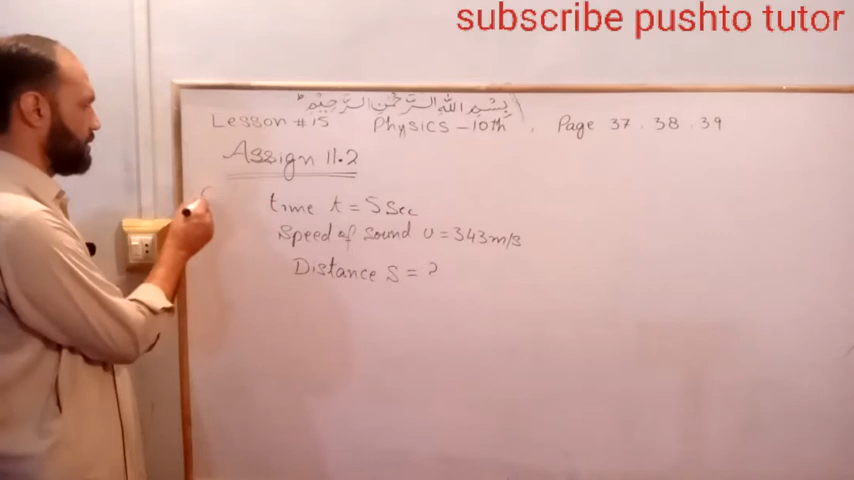 subscribe pushto tutor
بِسْمِ اللهِ الرَّحْمٰنِ الرَّحِيْمِ
Lesson #15 Physics - 10th , Page 37 . 38 . 39
Assign 11.2
time t = 5 Sec
Speed of Sound υ = 343 m/s
Distance S = ?